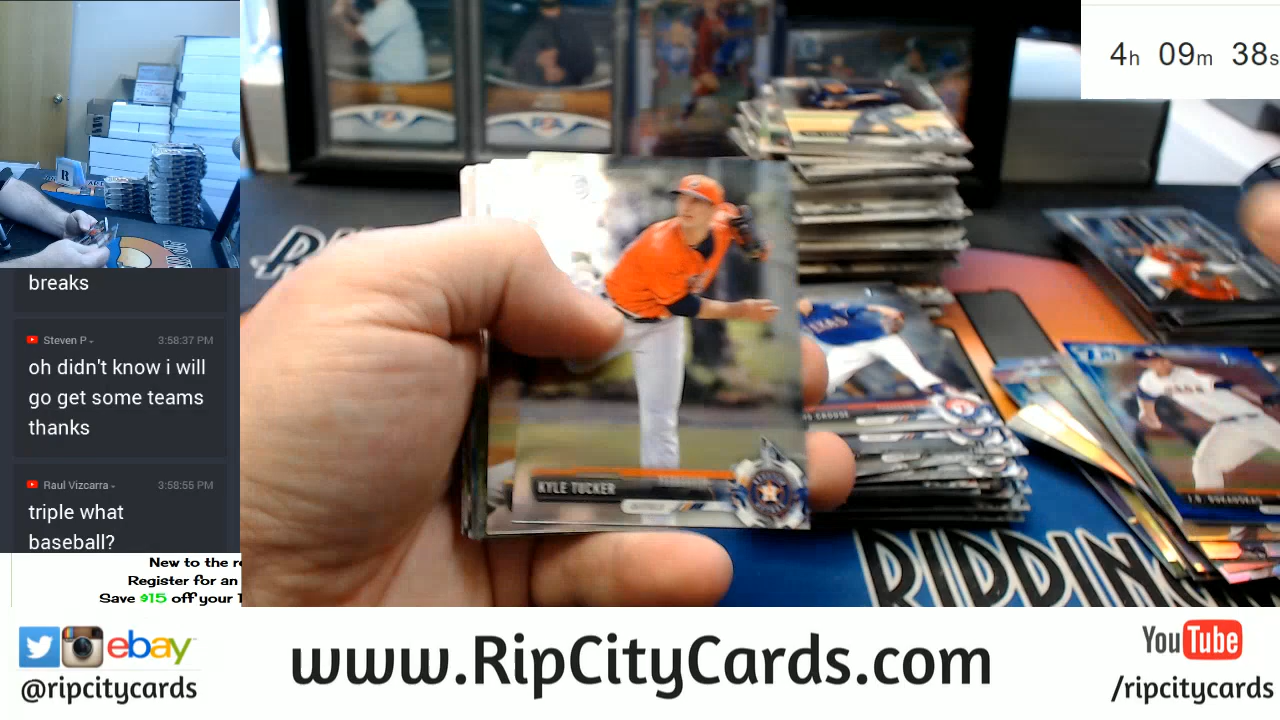 4h 09m 38s
breaks
Steven P
3:58:37 PM
oh didn't know i will
go get some teams
thanks
Raul Vizcarra
3:58:55 PM
triple what
baseball?
New to the
Register for an
Save $15 off your
KYLE TUCKER
TEXAS
RIPPIN
ebay
@ripcitycards
www.RipCityCards.com
YouTube
/ripcitycards